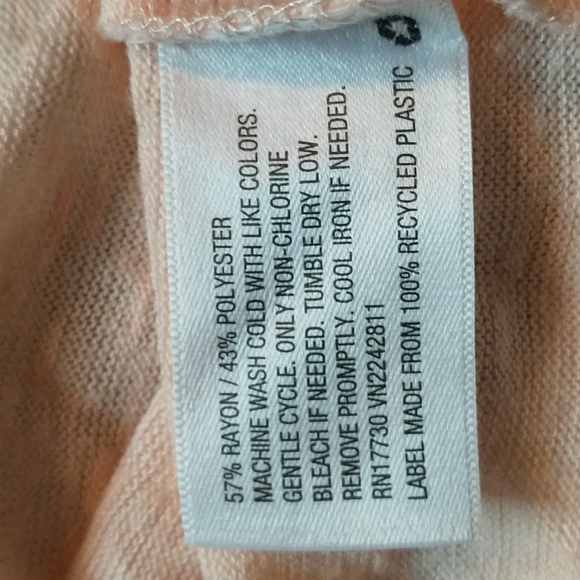 57% RAYON / 43% POLYESTER
MACHINE WASH COLD WITH LIKE COLORS.
GENTLE CYCLE. ONLY NON-CHLORINE
BLEACH IF NEEDED. TUMBLE DRY LOW.
REMOVE PROMPTLY. COOL IRON IF NEEDED.
RN17730 VN2242811
LABEL MADE FROM 100% RECYCLED PLASTIC